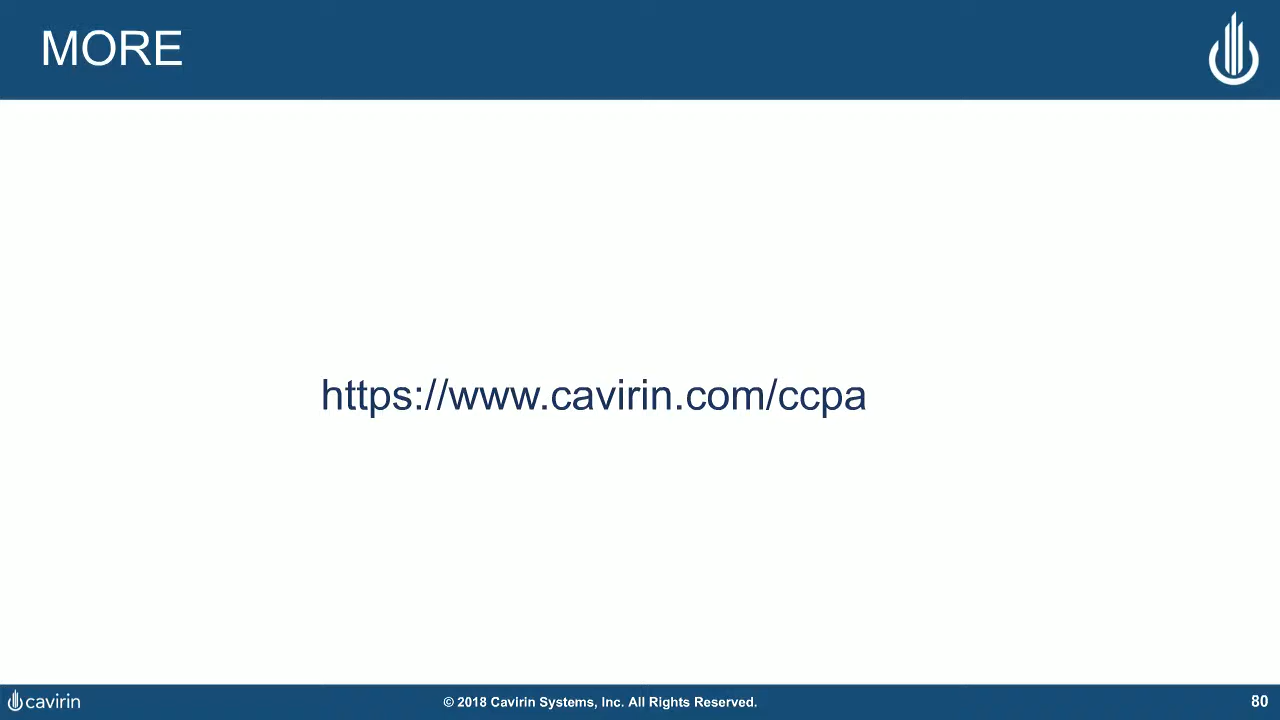 MORE
https://www.cavirin.com/ccpa
cavirin
© 2018 Cavirin Systems, Inc. All Rights Reserved.
80